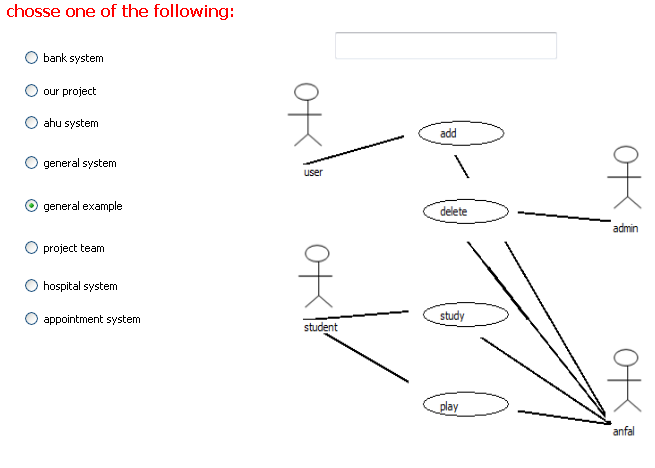 chosse one of the following:
bank system
our project
ahu system
general system
general example
project team
hospital system
appointment system
add
user
delete
admin
study
student
play
anfal